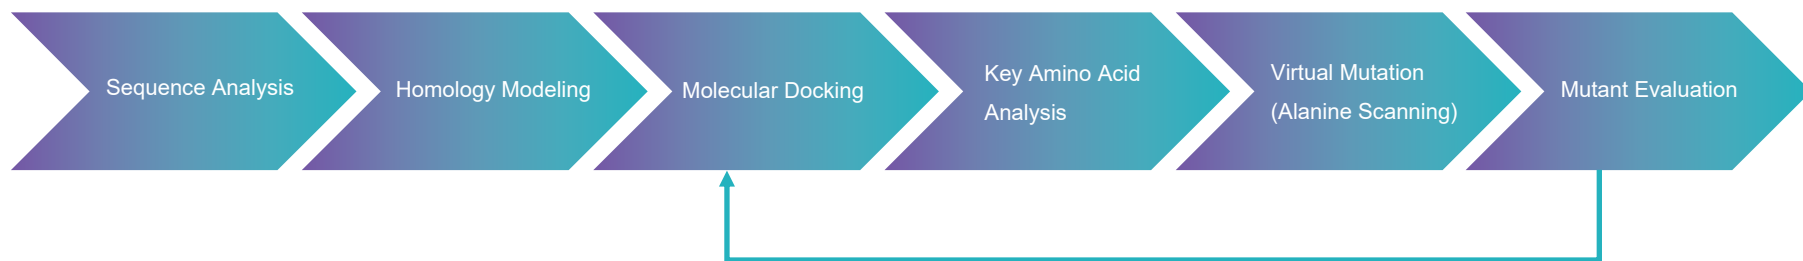 Sequence Analysis
Homology Modeling
Molecular Docking
Key Amino Acid
Analysis
Virtual Mutation
(Alanine Scanning)
Mutant Evaluation